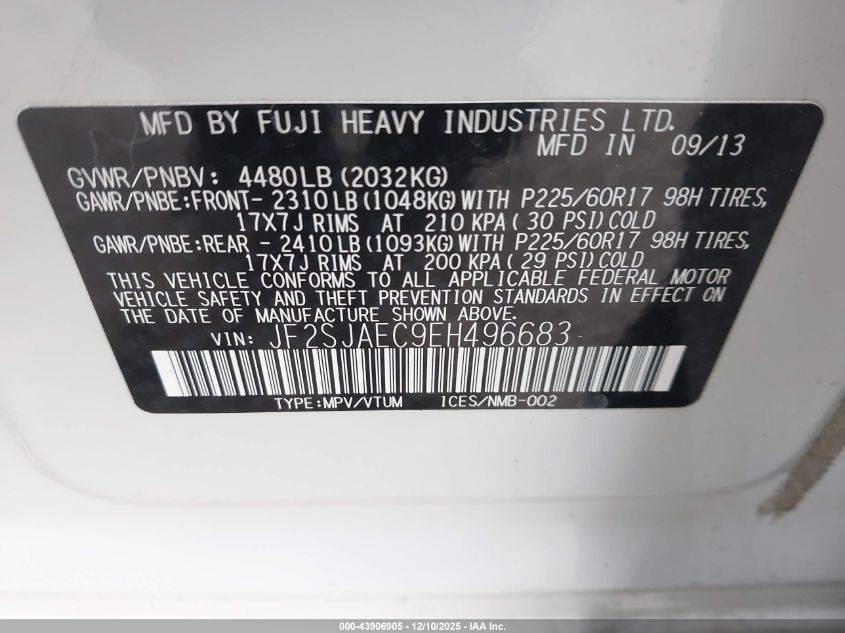 MFD BY FUJI HEAVY INDUSTRIES LTD.
MFD IN 09/13
GVWR/PNBV: 4480LB (2032KG)
GAWR/PNBE:FRONT- 2310LB (1048KG) WITH P225/60R17 98H TIRES,
17X7J RIMS AT 210 KPA ( 30 PSI) COLD
GAWR/PNBE:REAR - 2410LB (1093KG) WITH P225/60R17 98H TIRES,
17X7J RIMS AT 200 KPA ( 29 PSI) COLD
THIS VEHICLE CONFORMS TO ALL APPLICABLE FEDERAL MOTOR
VEHICLE SAFETY AND THEFT PREVENTION STANDARDS IN EFFECT ON
THE DATE OF MANUFACTURE SHOWN ABOVE.
VIN: JF2SJAEC9EH496683
TYPE:MPV/VTUM ICES/NMB-002
000-43906905 - 12/10/2025 - IAA Inc.